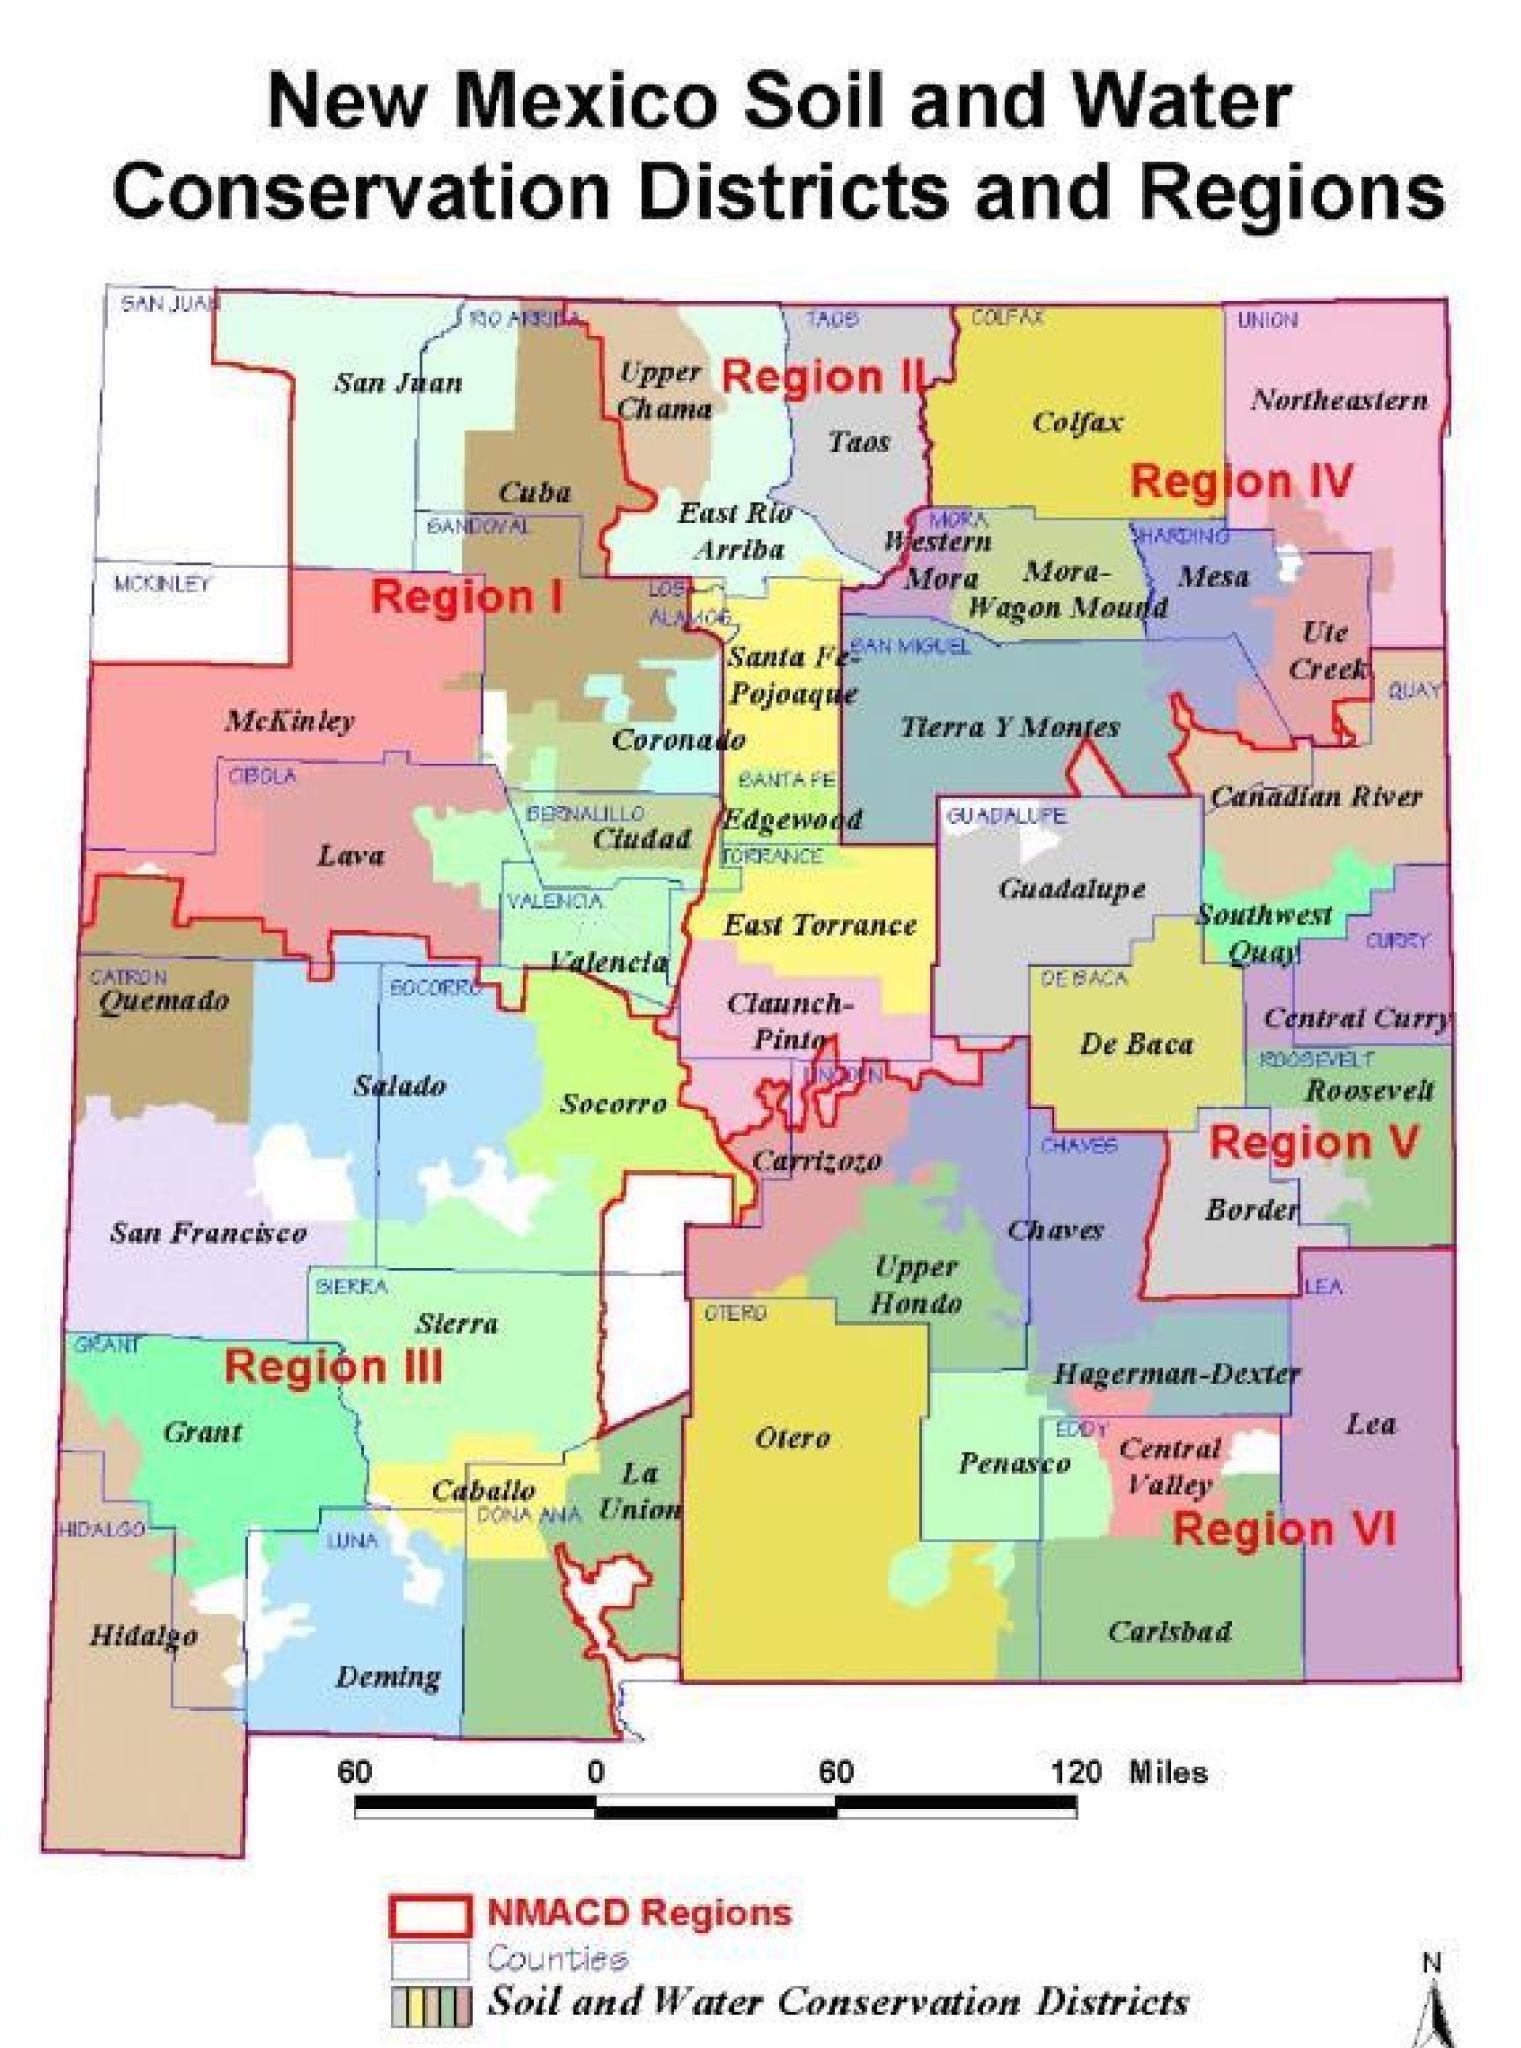 New Mexico Soil and Water
Conservation Districts and Regions
SAN JUAN
RIO ARRIBA
TAOS
COLFAX
UNION
San Juan
Upper
Chama
Region II
Taos
Colfax
Northeastern
Region IV
Cuba
SANDOVAL
East Rio
Arriba
MORA
Western
Mora
Mora-
Wagon Mound
HARDING
Mesa
MCKINLEY
Region I
LOS
ALAMOS
Santa Fe-
Pojoaque
SAN MIGUEL
Ute
Creek
QUAY
McKinley
Coronado
Tierra Y Montes
CIBOLA
SANTA FE
Canadian River
BERNALILLO
Ciudad
Edgewood
GUADALUPE
Lava
TORRANCE
Guadalupe
VALENCIA
East Torrance
Southwest
Quay
CURRY
Valencia
CATRON
Quemado
SOCORRO
DE BACA
Claunch-
Pinto
Central Curry
De Baca
LINCOLN
ROOSEVELT
Roosevelt
Salado
Socorro
CHAVES
Region V
Carrizozo
San Francisco
Chaves
Border
SIERRA
Upper
Hondo
LEA
Sierra
OTERO
GRANT
Region III
Hagerman-Dexter
Grant
Otero
EDDY
Lea
Penasco
Central
Valley
Caballo
La
Union
DONA ANA
HIDALGO
LUNA
Region VI
Hidalgo
Carlsbad
Deming
60 0 60 120 Miles
NMACD Regions
Counties
Soil and Water Conservation Districts
N